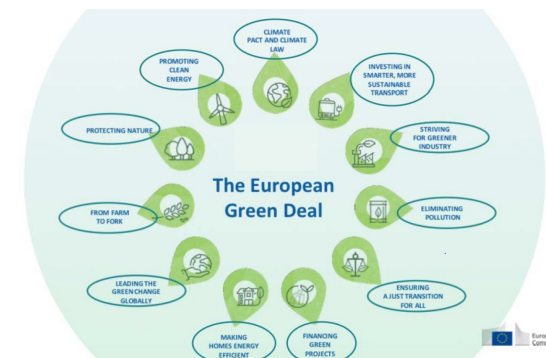 CLIMATE
PACT AND CLIMATE
LAW
PROMOTING
CLEAN
ENERGY
INVESTING IN
SMARTER, MORE
SUSTAINABLE
TRANSPORT
PROTECTING NATURE
STRIVING
FOR GREENER
INDUSTRY
The European
Green Deal
FROM FARM
TO FORK
ELIMINATING
POLLUTION
LEADING THE
GREEN CHANGE
GLOBALLY
ENSURING
A JUST TRANSITION
FOR ALL
MAKING
HOMES ENERGY
EFFICIENT
FINANCING
GREEN
PROJECTS